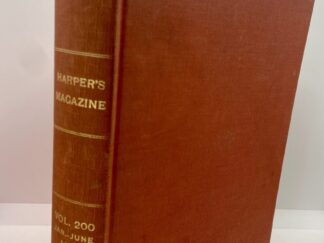 HARPER'S
MAGAZINE
VOL. 200
JAN.-JUNE